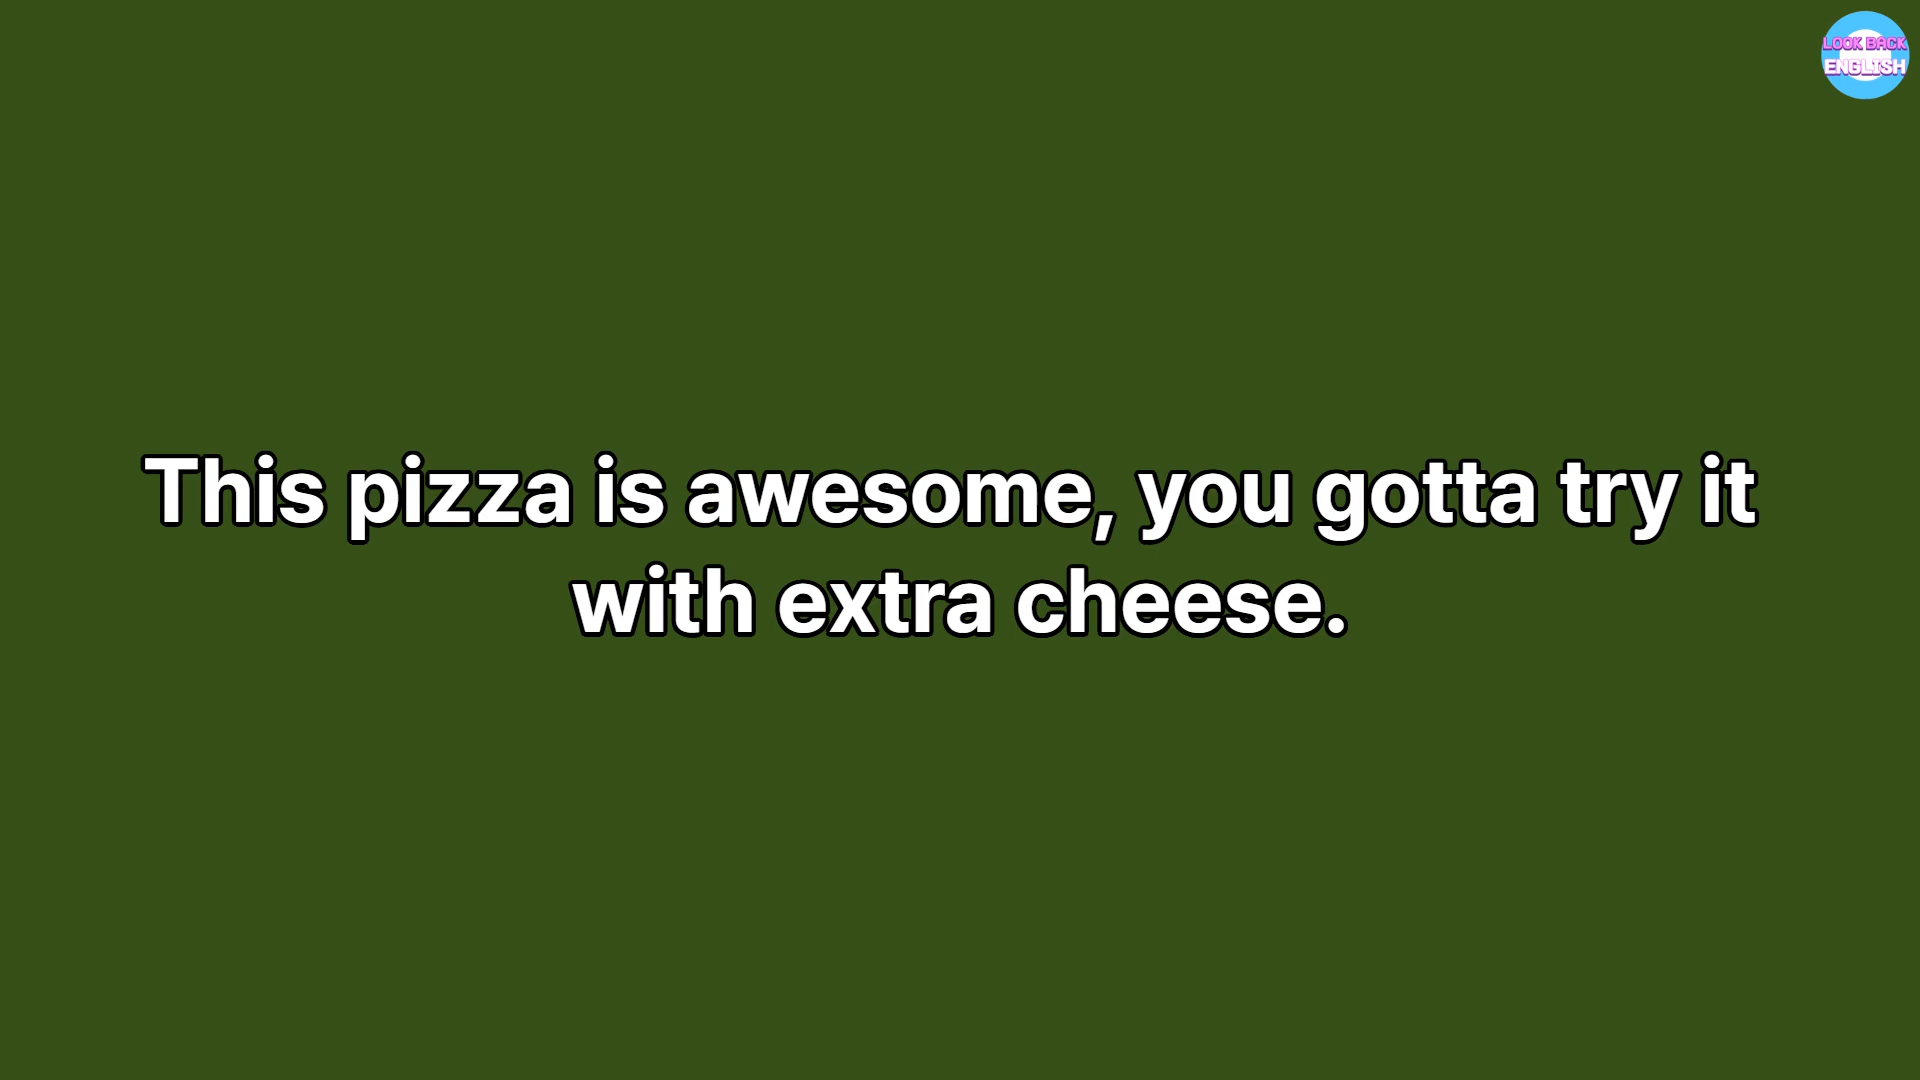 LOOK BACK
ENGLISH
This pizza is awesome, you gotta try it
with extra cheese.